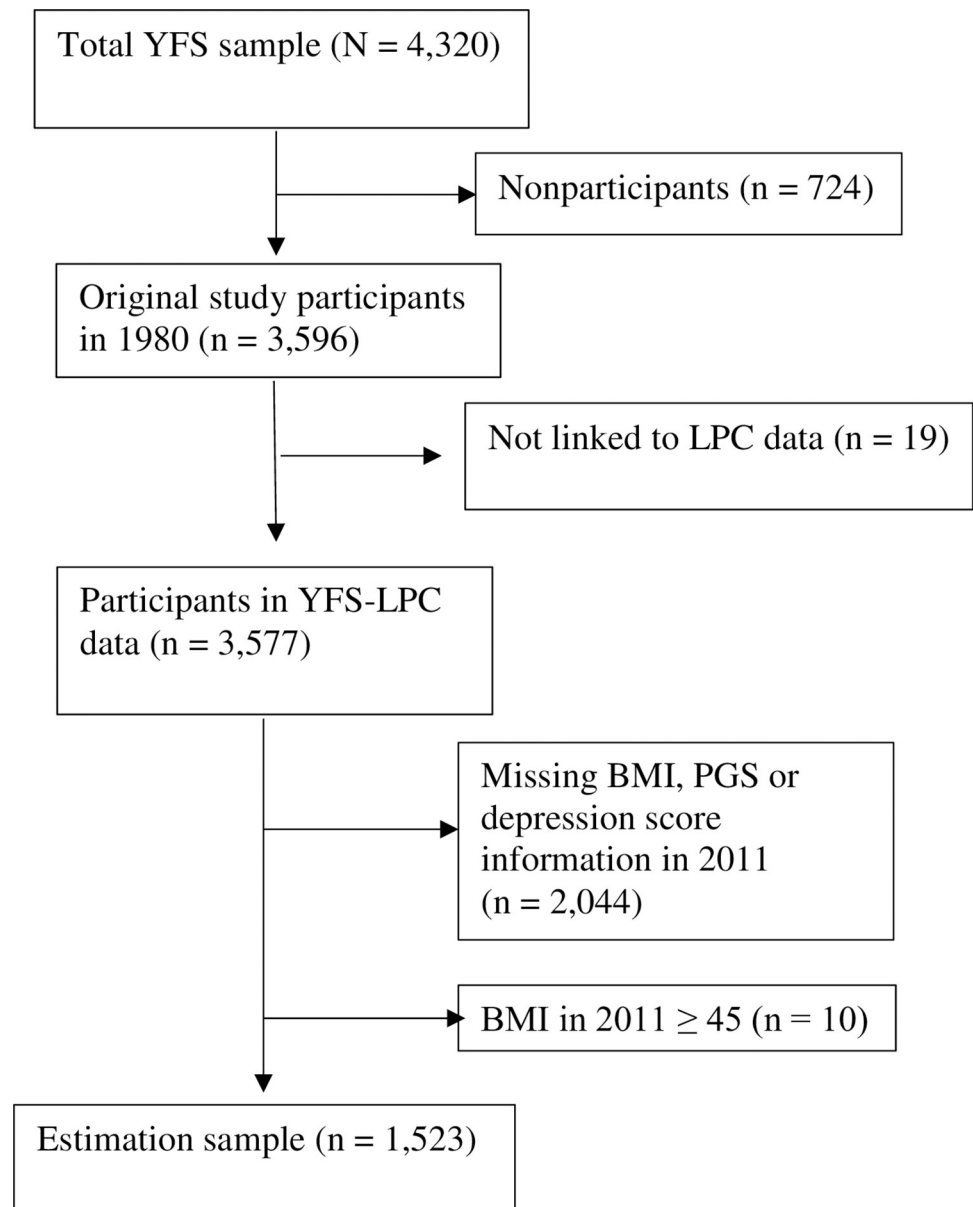 Total YFS sample (N = 4,320)
Nonparticipants (n = 724)
Original study participants
in 1980 (n = 3,596)
Not linked to LPC data (n = 19)
Participants in YFS-LPC
data (n = 3,577)
Missing BMI, PGS or
depression score
information in 2011
(n = 2,044)
BMI in 2011 ≥ 45 (n = 10)
Estimation sample (n = 1,523)